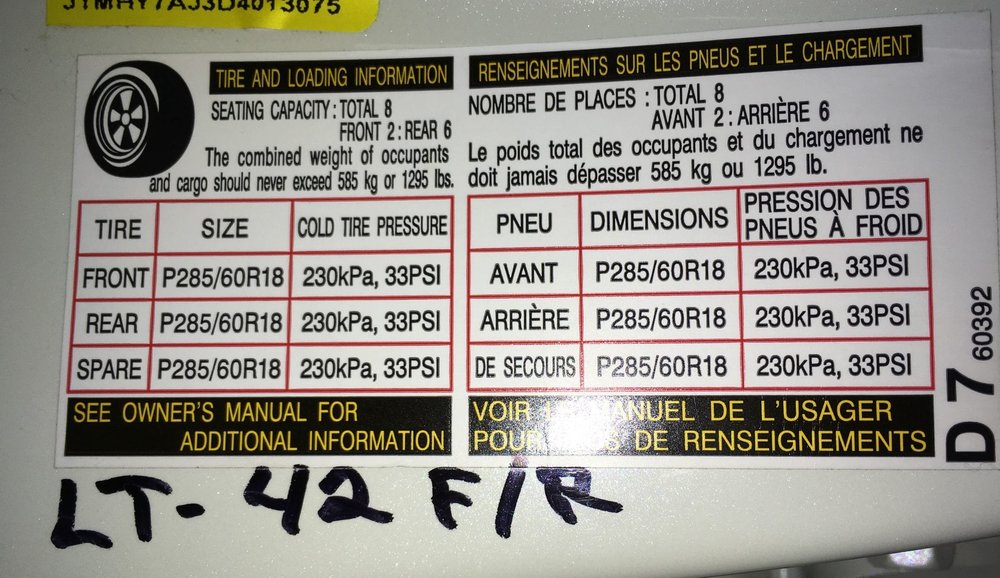 JTMHY7AJ3D4013075
TIRE AND LOADING INFORMATION
SEATING CAPACITY : TOTAL 8
FRONT 2 : REAR 6
The combined weight of occupants
and cargo should never exceed 585 kg or 1295 lbs.
TIRE SIZE COLD TIRE PRESSURE
FRONT P285/60R18 230kPa, 33PSI
REAR P285/60R18 230kPa, 33PSI
SPARE P285/60R18 230kPa, 33PSI
SEE OWNER'S MANUAL FOR
ADDITIONAL INFORMATION
RENSEIGNEMENTS SUR LES PNEUS ET LE CHARGEMENT
NOMBRE DE PLACES : TOTAL 8
AVANT 2 : ARRIÈRE 6
Le poids total des occupants et du chargement ne
doit jamais dépasser 585 kg ou 1295 lb.
PNEU DIMENSIONS PRESSION DES
PNEUS À FROID
AVANT P285/60R18 230kPa, 33PSI
ARRIÈRE P285/60R18 230kPa, 33PSI
DE SECOURS P285/60R18 230kPa, 33PSI
VOIR LE MANUEL DE L'USAGER
POUR PLUS DE RENSEIGNEMENTS
D 7 60392
LT- 42 F/R